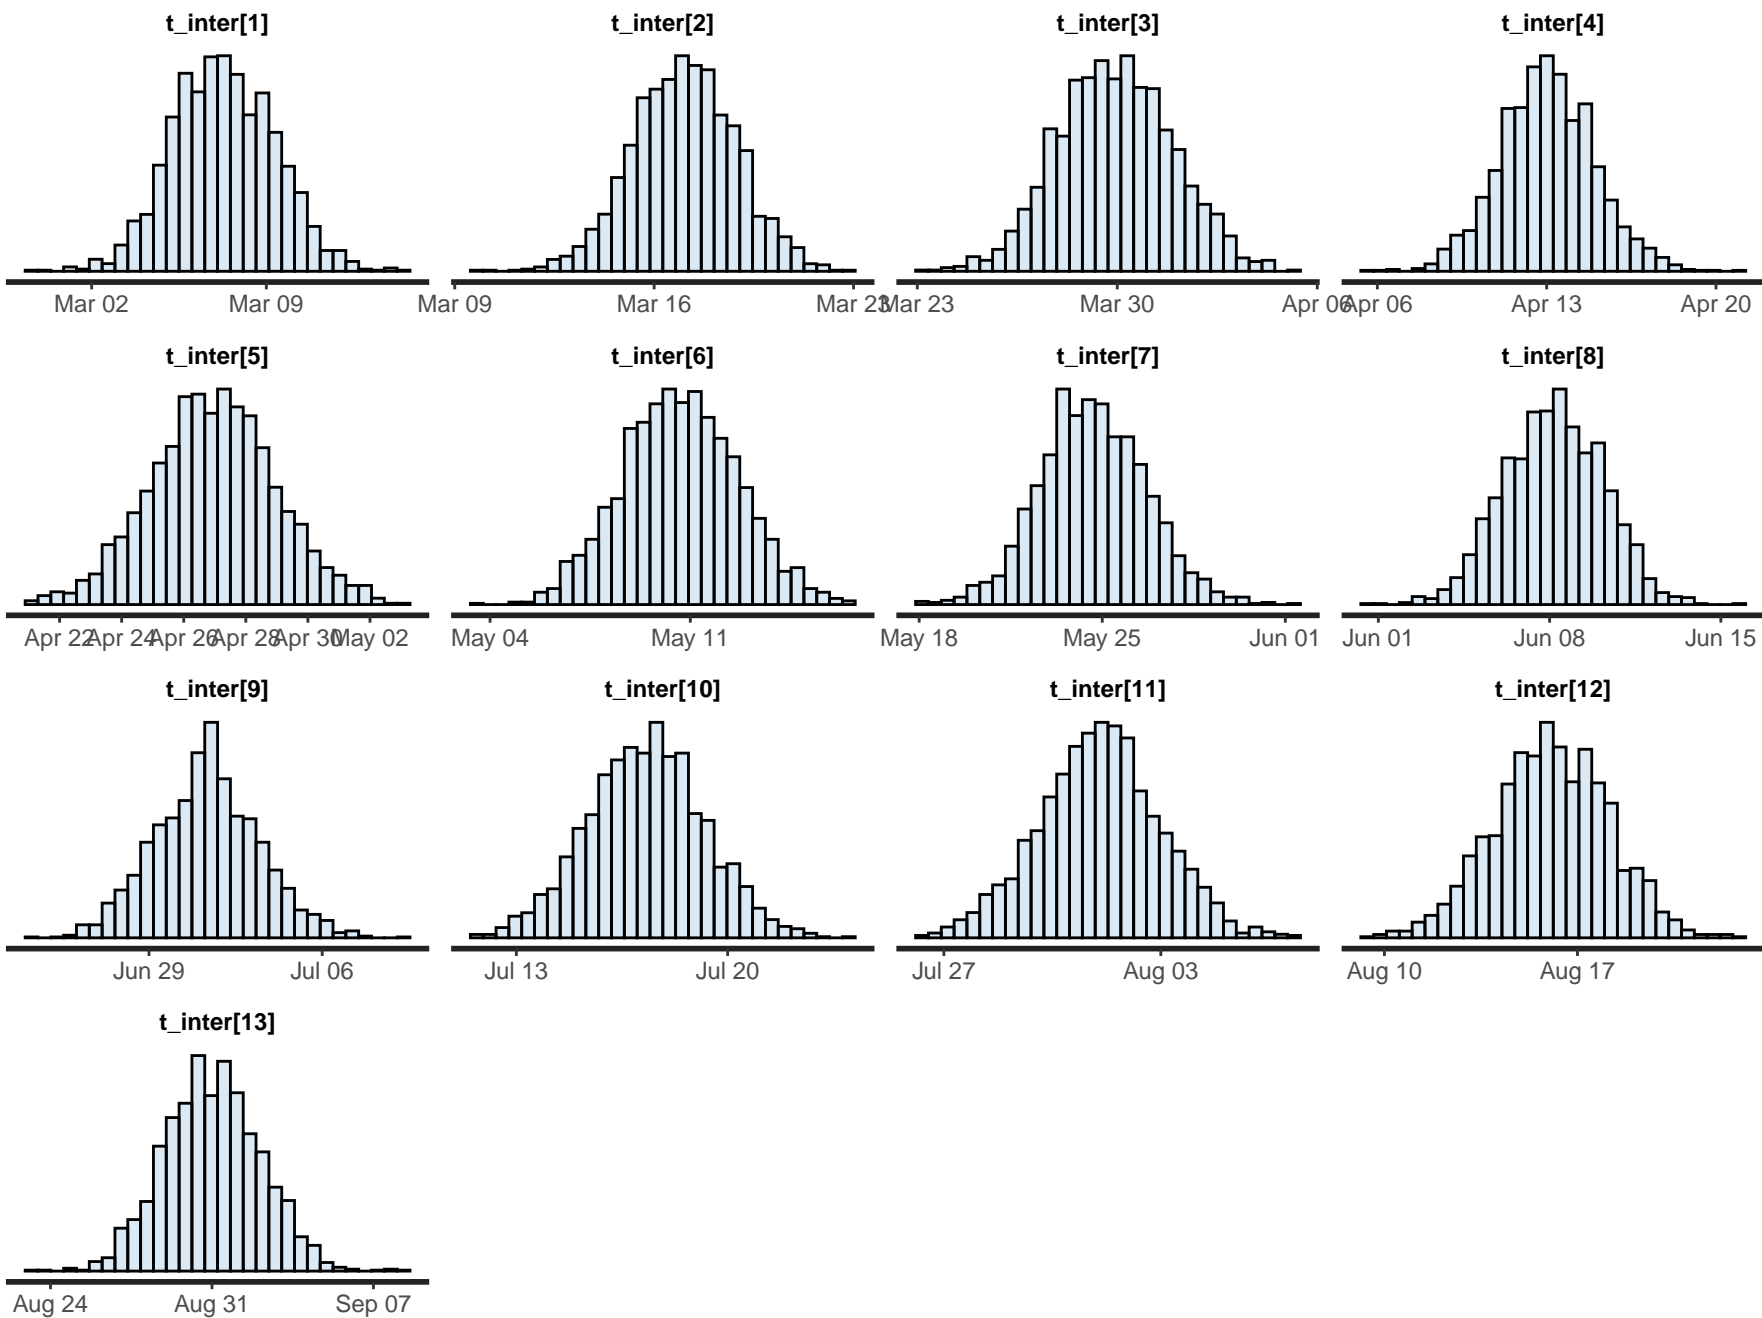 t_inter[1] t_inter[2] t_inter[3] t_inter[4]
Mar 02 Mar 09 Mar 09 Mar 16 Mar 23 Mar 23 Mar 30 Apr 06 Apr 06 Apr 13 Apr 20
t_inter[5] t_inter[6] t_inter[7] t_inter[8]
Apr 22 Apr 24 Apr 26 Apr 28 Apr 30 May 02 May 04 May 11 May 18 May 25 Jun 01 Jun 01 Jun 08 Jun 15
t_inter[9] t_inter[10] t_inter[11] t_inter[12]
Jun 29 Jul 06 Jul 13 Jul 20 Jul 27 Aug 03 Aug 10 Aug 17
t_inter[13]
Aug 24 Aug 31 Sep 07